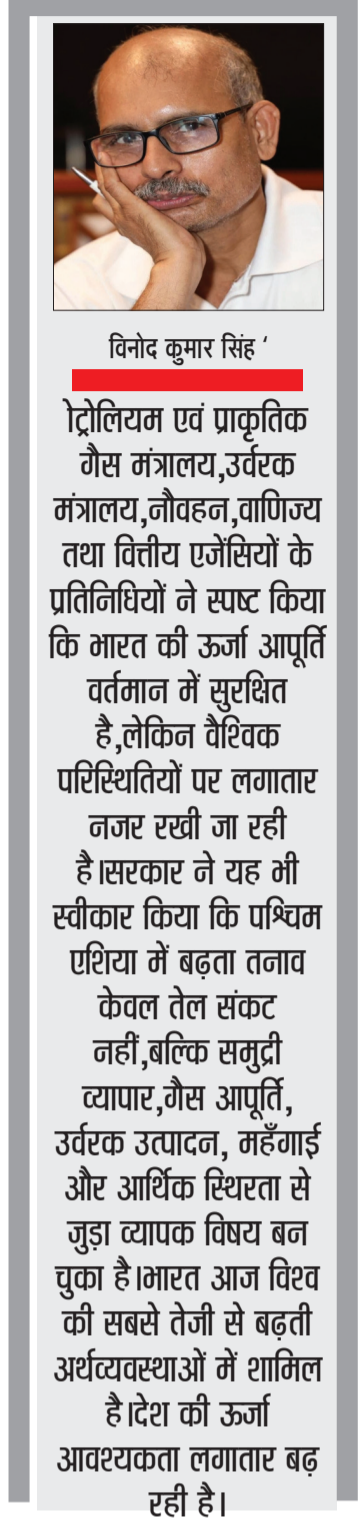 विनोद कुमार सिंह ‘
ोट्रोलियम एवं प्राकृतिक
गैस मंत्रालय,उर्वरक
मंत्रालय,नौवहन,वाणिज्य
तथा वित्तीय एजेंसियों के
प्रतिनिधियों ने स्पष्ट किया
कि भारत की ऊर्जा आपूर्ति
वर्तमान में सुरक्षित
है,लेकिन वैश्विक
परिस्थितियों पर लगातार
नजर रखी जा रही
है।सरकार ने यह भी
स्वीकार किया कि पश्चिम
एशिया में बढ़ता तनाव
केवल तेल संकट
नहीं,बल्कि समुद्री
व्यापार,गैस आपूर्ति,
उर्वरक उत्पादन, महँगाई
और आर्थिक स्थिरता से
जुड़ा व्यापक विषय बन
चुका है।भारत आज विश्व
की सबसे तेजी से बढ़ती
अर्थव्यवस्थाओं में शामिल
है।देश की ऊर्जा
आवश्यकता लगातार बढ़
रही है।